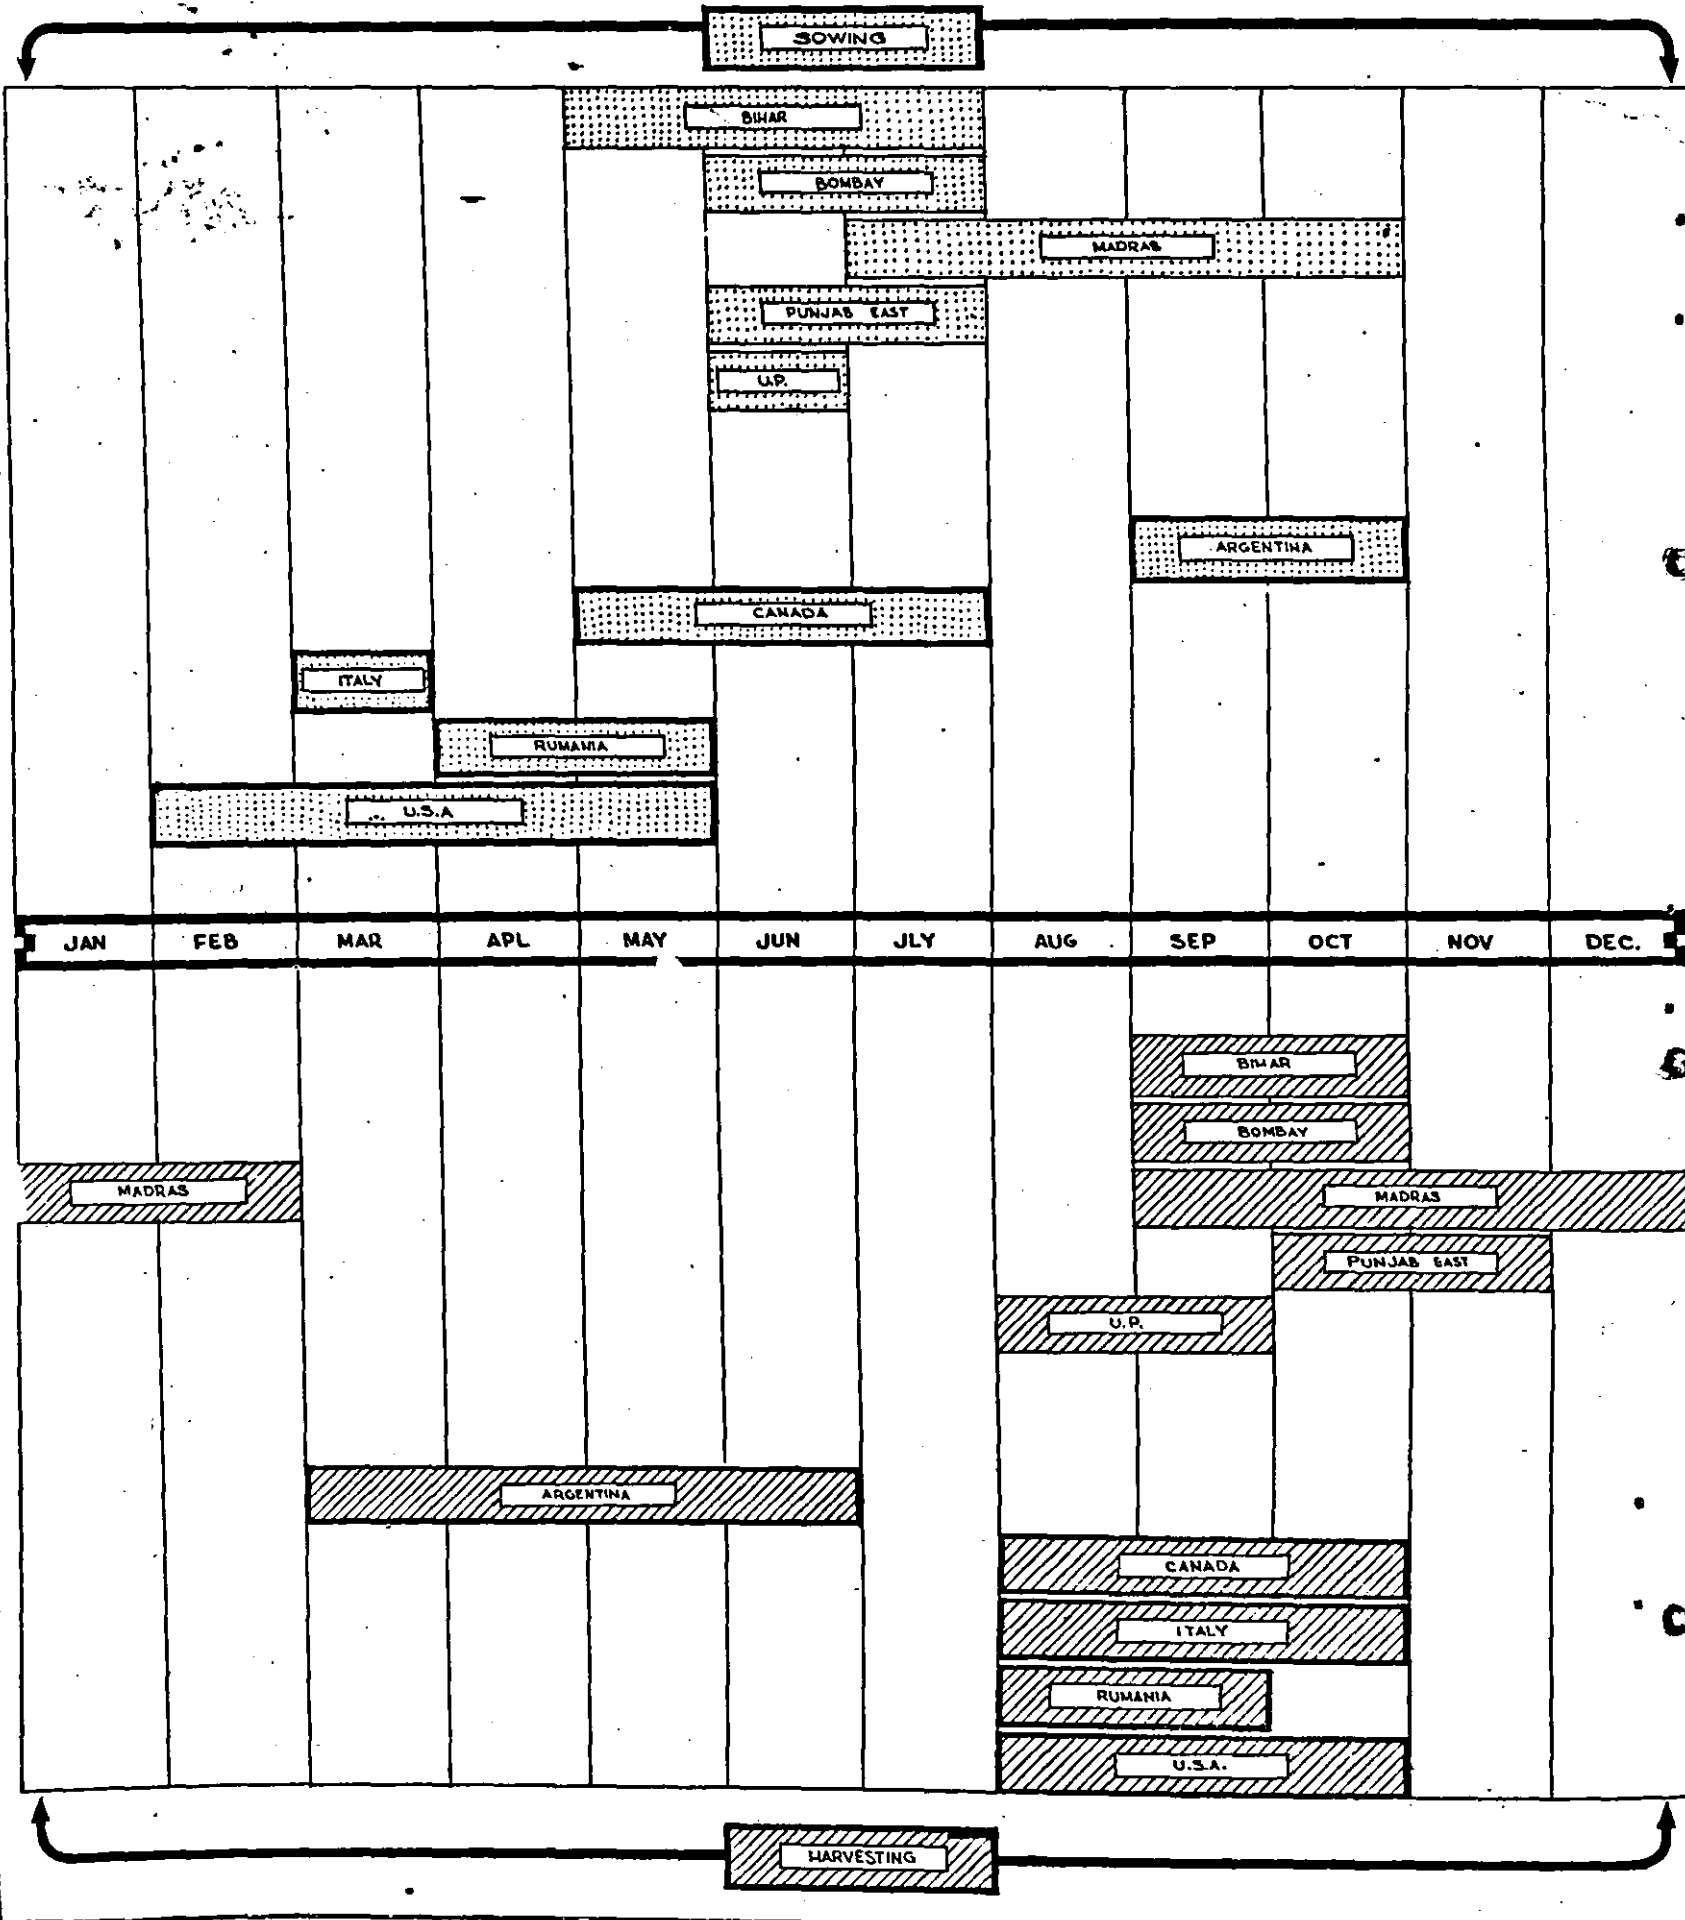 SOWING
BIHAR
BOMBAY
MADRAS
PUNJAB EAST
U.P.
ARGENTINA
CANADA
ITALY
RUMANIA
U.S.A
JAN FEB MAR APL MAY JUN JLY AUG SEP OCT NOV DEC.
BIHAR
BOMBAY
MADRAS MADRAS
PUNJAB EAST
U.P.
ARGENTINA
CANADA
ITALY
RUMANIA
U.S.A.
HARVESTING